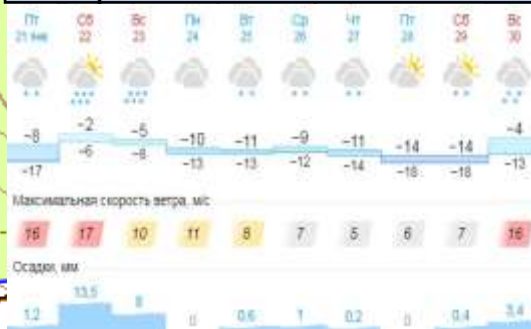 Пт Сб Вс Пн Вт Ср Чт Пт Сб Вс
21 янв 22 23 24 25 26 27 28 29 30
-8 -2 -5 -10 -11 -9 -11 -14 -14 -4
-17 -6 -8 -13 -13 -12 -14 -18 -18 -15
Максимальная скорость ветра, м/с
16 17 10 11 8 7 5 6 7 16
Осадки, мм
1,2 13,5 8 0 0,6 1 0,2 0 0,4 3,4